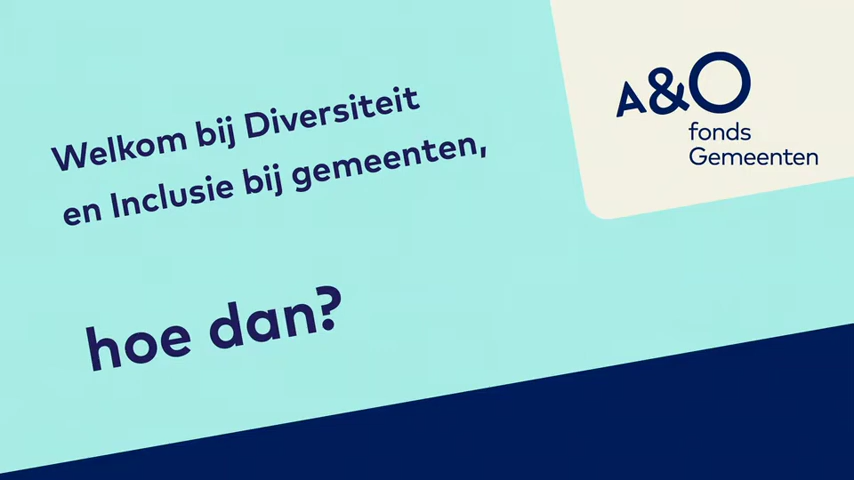 Welkom bij Diversiteit
en Inclusie bij gemeenten,
hoe dan?
A&O
fonds
Gemeenten